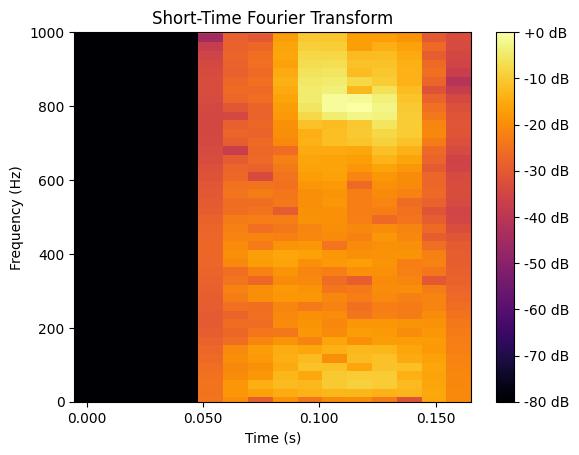 Short-Time Fourier Transform
1000
800
600
400
200
0
Frequency (Hz)
0.000
0.050
0.100
0.150
Time (s)
+0 dB
-10 dB
-20 dB
-30 dB
-40 dB
-50 dB
-60 dB
-70 dB
-80 dB